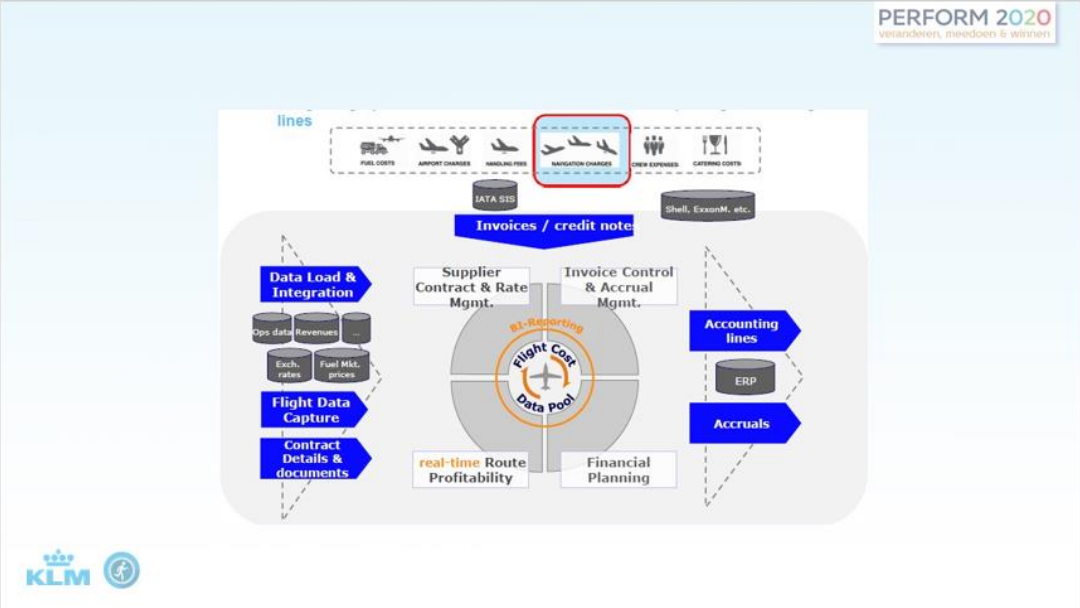 PERFORM 2020
veranderen, meedoen & winnen
lines
FUEL COSTS
AIRPORT CHARGES
HANDLING FEES
NAVIGATION CHARGES
CREW EXPENSES
CATERING COSTS
IATA SIS
Shell, ExxonM. etc.
Invoices / credit note
Data Load &
Integration
Ops data
Revenues
...
Exch.
rates
Fuel Mkt.
prices
Flight Data
Capture
Contract
Details &
documents
Supplier
Contract & Rate
Mgmt.
Invoice Control
& Accrual
Mgmt.
BI-Reporting
Flight Cost
Data Pool
real-time Route
Profitability
Financial
Planning
Accounting
lines
ERP
Accruals
KLM